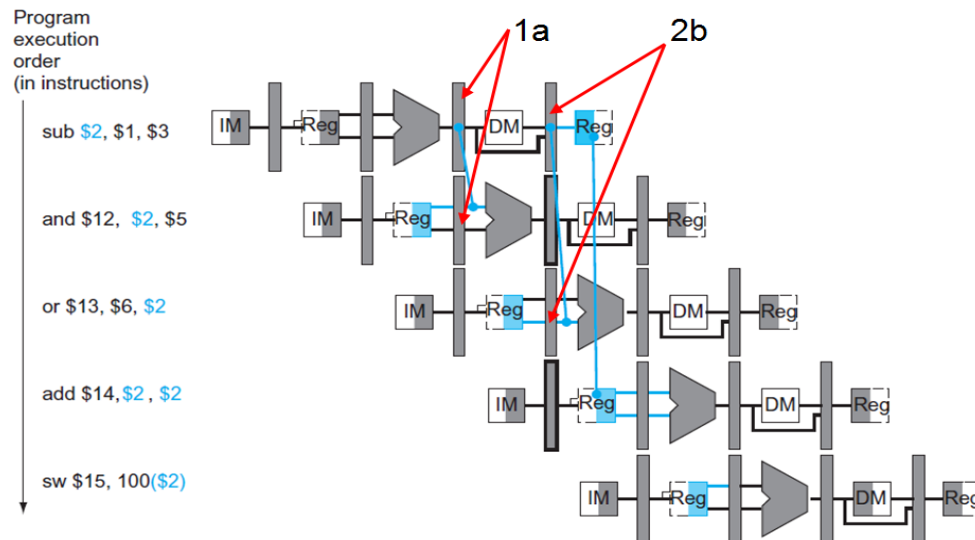 Program
execution
order
(in instructions)
1a
2b
sub $2, $1, $3
IM
Reg
DM
Reg
and $12, $2, $5
IM
Reg
DM
Reg
or $13, $6, $2
IM
Reg
DM
Reg
add $14,$2 , $2
IM
Reg
DM
Reg
sw $15, 100($2)
IM
Reg
DM
Reg